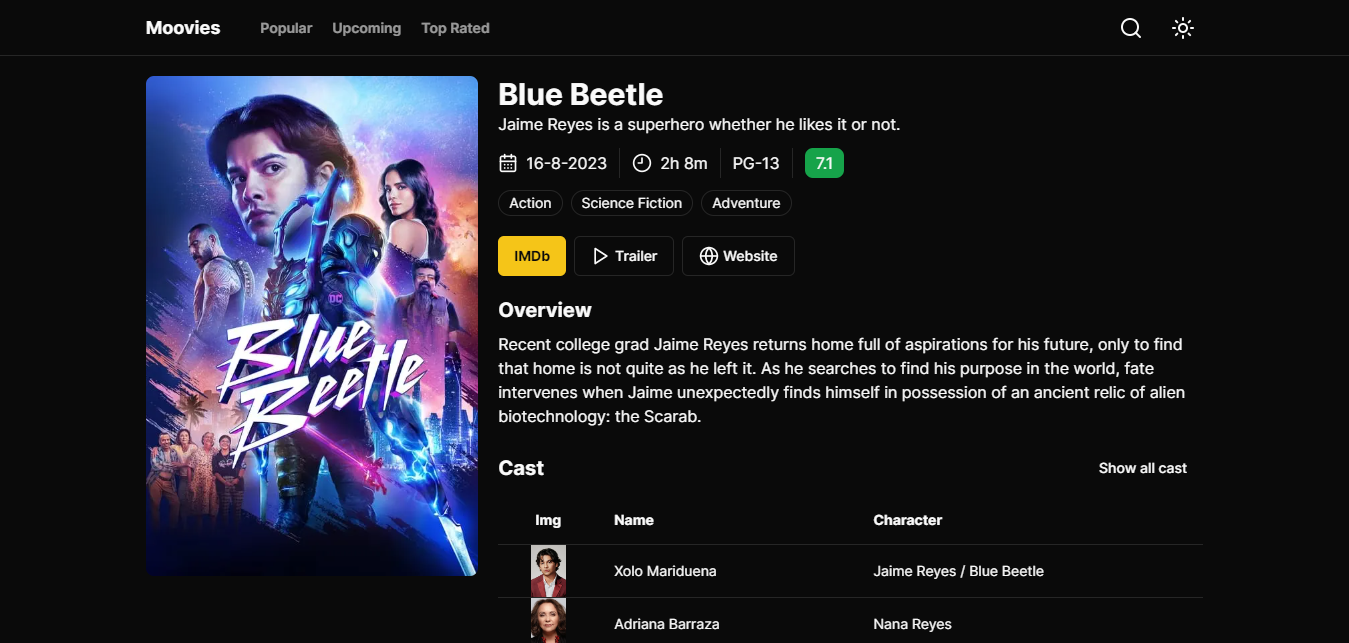 Moovies Popular Upcoming Top Rated
Blue Beetle
Jaime Reyes is a superhero whether he likes it or not.
16-8-2023 2h 8m PG-13 7.1
Action Science Fiction Adventure
IMDb Trailer Website
DC
Blue
Beetle
Overview
Recent college grad Jaime Reyes returns home full of aspirations for his future, only to find
that home is not quite as he left it. As he searches to find his purpose in the world, fate
intervenes when Jaime unexpectedly finds himself in possession of an ancient relic of alien
biotechnology: the Scarab.
Cast Show all cast
Img Name Character
Xolo Mariduena Jaime Reyes / Blue Beetle
Adriana Barraza Nana Reyes